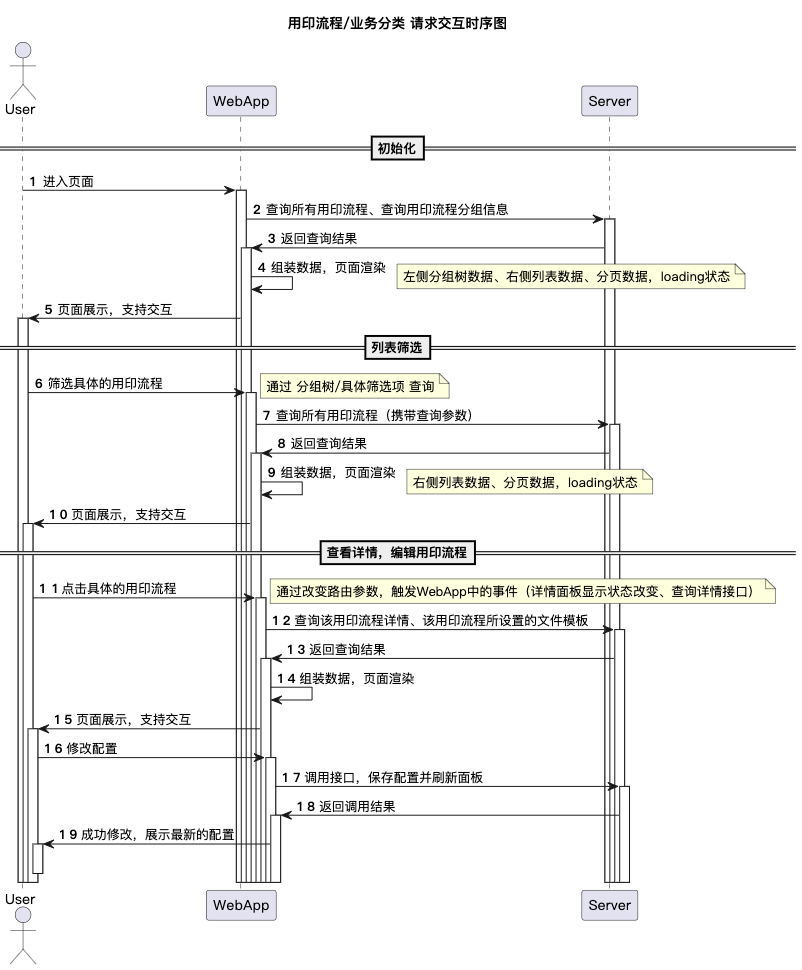 用印流程/业务分类 请求交互时序图
User
WebApp
Server
初始化
1 进入页面
2 查询所有用印流程、查询用印流程分组信息
3 返回查询结果
4 组装数据，页面渲染
左侧分组树数据、右侧列表数据、分页数据，loading状态
5 页面展示，支持交互
列表筛选
6 筛选具体的用印流程
通过 分组树/具体筛选项 查询
7 查询所有用印流程（携带查询参数）
8 返回查询结果
9 组装数据，页面渲染
右侧列表数据、分页数据，loading状态
10 页面展示，支持交互
查看详情，编辑用印流程
11 点击具体的用印流程
通过改变路由参数，触发WebApp中的事件（详情面板显示状态改变、查询详情接口）
12 查询该用印流程详情、该用印流程所设置的文件模板
13 返回查询结果
14 组装数据，页面渲染
15 页面展示，支持交互
16 修改配置
17 调用接口，保存配置并刷新面板
18 返回调用结果
19 成功修改，展示最新的配置
User
WebApp
Server